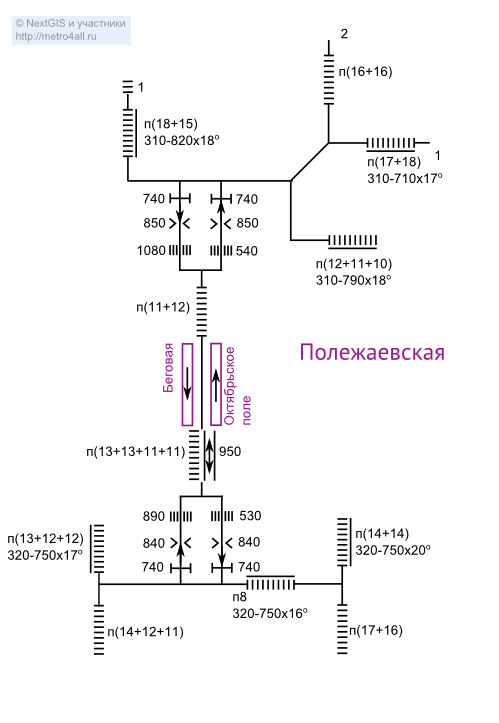 © NextGIS и участники
http://metro4all.ru
2
п(16+16)
1
п(18+15)
310-820x18°
1
п(17+18)
310-710x17°
740
740
850
850
1080
540
п(12+11+10)
310-790x18°
п(11+12)
Полежаевская
Беговая
Октябрьское
поле
п(13+13+11+11)
950
890
530
п(13+12+12)
320-750x17°
840
840
п(14+14)
320-750x20°
740
740
п8
320-750x16°
п(14+12+11)
п(17+16)